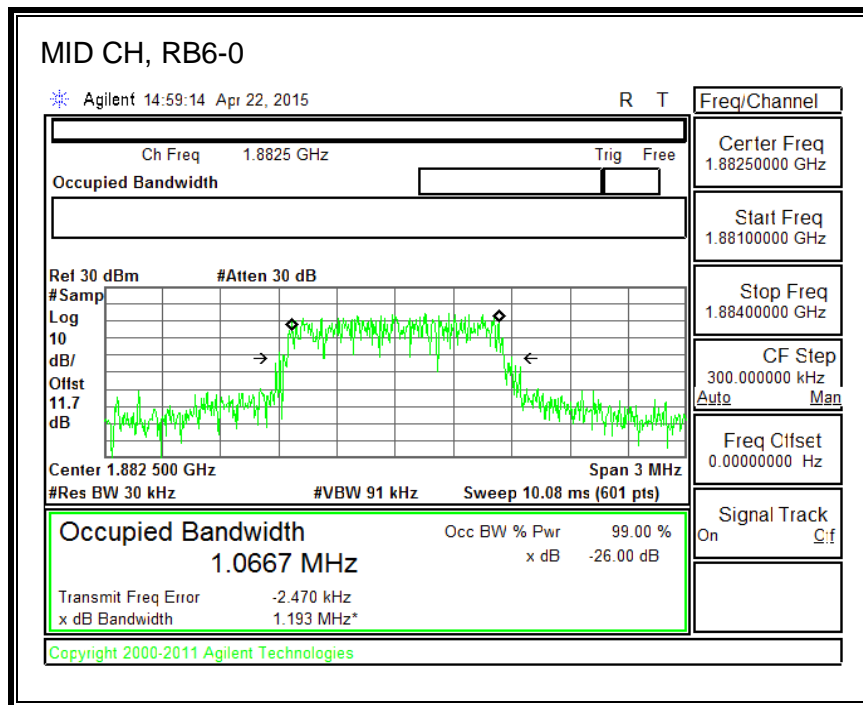 MID CH, RB6-0
Agilent 14:59:14 Apr 22, 2015 R T
Freq/Channel
Ch Freq 1.8825 GHz Trig Free
Occupied Bandwidth
Center Freq
1.88250000 GHz
Start Freq
1.88100000 GHz
Stop Freq
1.88400000 GHz
CF Step
300.000000 kHz
Auto Man
Freq Offset
0.00000000 Hz
Signal Track
On Off
Ref 30 dBm #Atten 30 dB
#Samp
Log
10
dB/
Offst
11.7
dB
Center 1.882 500 GHz Span 3 MHz
#Res BW 30 kHz #VBW 91 kHz Sweep 10.08 ms (601 pts)
Occupied Bandwidth
1.0667 MHz
Occ BW % Pwr 99.00 %
x dB -26.00 dB
Transmit Freq Error -2.470 kHz
x dB Bandwidth 1.193 MHz*
Copyright 2000-2011 Agilent Technologies